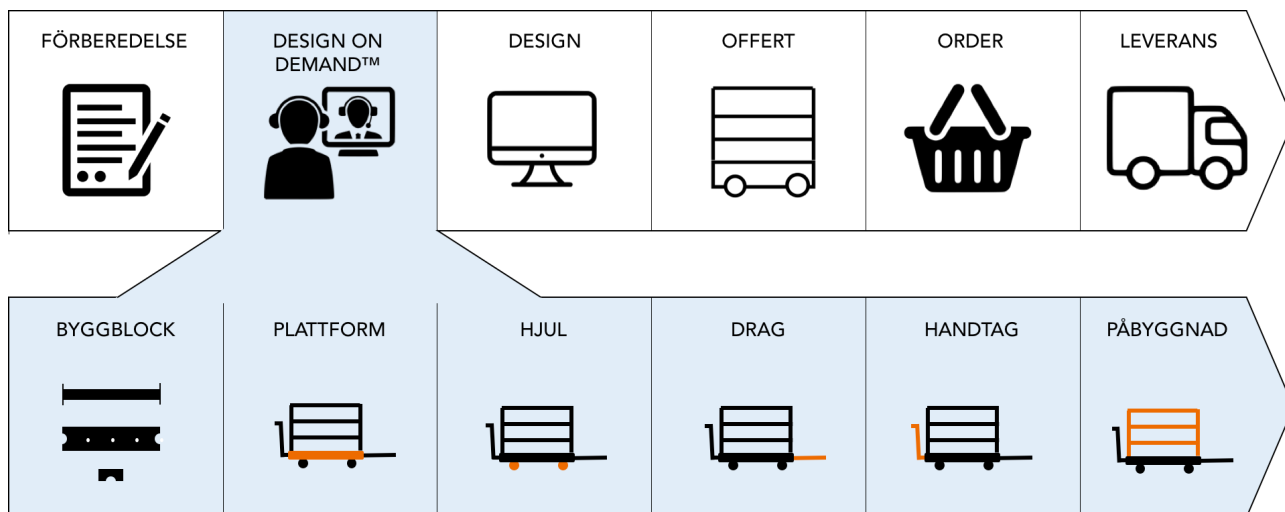 FÖRBEREDELSE
DESIGN ON
DEMAND™
DESIGN
OFFERT
ORDER
LEVERANS
BYGGBLOCK
PLATTFORM
HJUL
DRAG
HANDTAG
PÅBYGGNAD